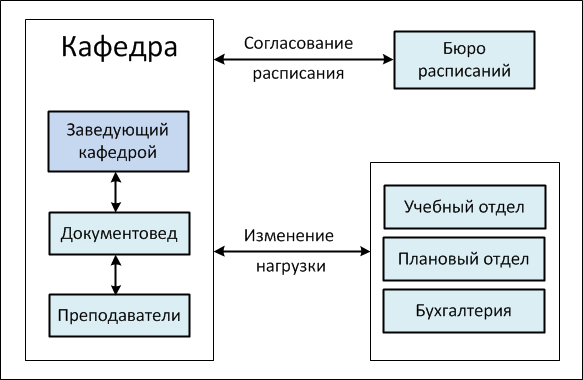 Кафедра
Заведующий
кафедрой
Документовед
Преподаватели
Согласование
расписания
Бюро
расписаний
Изменение
нагрузки
Учебный отдел
Плановый отдел
Бухгалтерия